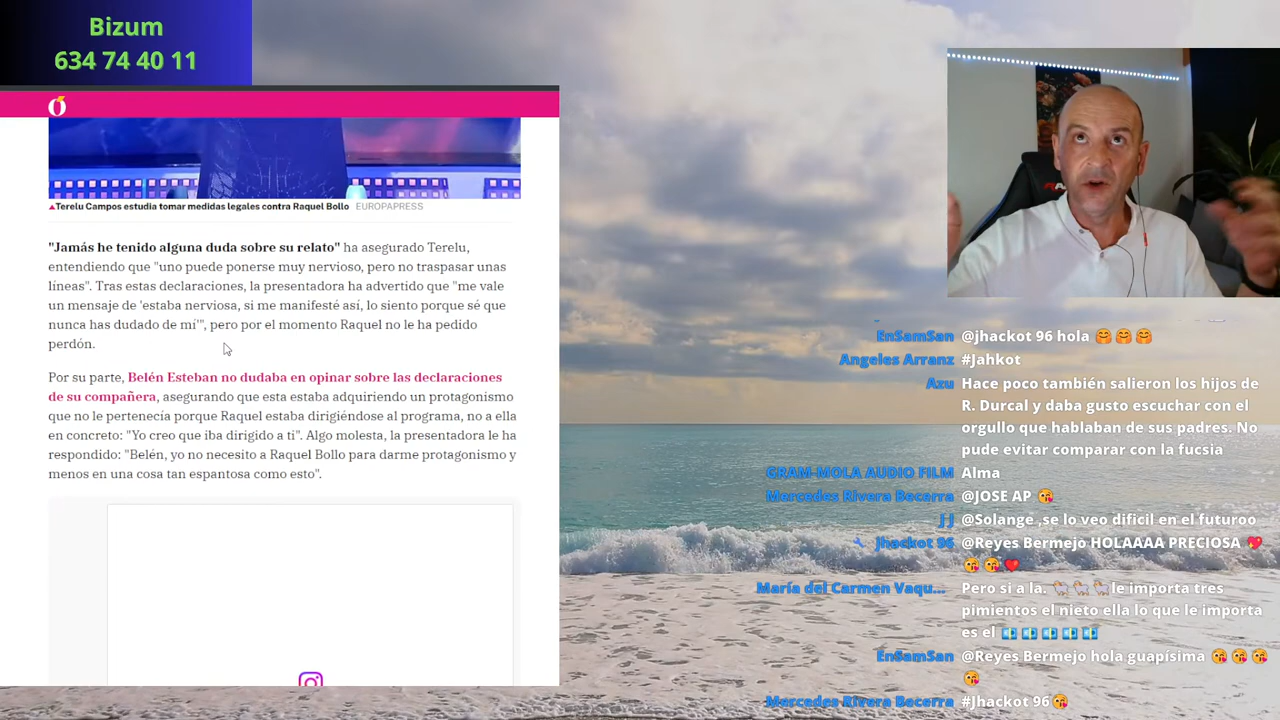 Bizum
634 74 40 11
Ó
Terelu Campos estudia tomar medidas legales contra Raquel Bollo EUROPAPRESS
"Jamás he tenido alguna duda sobre su relato" ha asegurado Terelu,
entendiendo que "uno puede ponerse muy nervioso, pero no traspasar unas
líneas". Tras estas declaraciones, la presentadora ha advertido que "me vale
un mensaje de 'estaba nerviosa, si me manifesté así, lo siento porque sé que
nunca has dudado de mí'", pero por el momento Raquel no le ha pedido
perdón.
Por su parte, Belén Esteban no dudaba en opinar sobre las declaraciones
de su compañera, asegurando que esta estaba adquiriendo un protagonismo
que no le pertenecía porque Raquel estaba dirigiéndose al programa, no a ella
en concreto: "Yo creo que iba dirigido a ti". Algo molesta, la presentadora le ha
respondido: "Belén, yo no necesito a Raquel Bollo para darme protagonismo y
menos en una cosa tan espantosa como esto".
EnSamSan @jhackot 96 hola 🤗🤗🤗
Angeles Arranz #Jahkot
Azu Hace poco también salieron los hijos de
R. Durcal y daba gusto escuchar con el
orgullo que hablaban de sus padres. No
pude evitar comparar con la fucsia
GRAM-MOLA AUDIO FILM Alma
Mercedes Rivera Becerra @JOSE AP 😘
J J @Solange ,se lo veo dificil en el futuroo
Jhackot 96 @Reyes Bermejo HOLAAAA PRECIOSA 💖
😘😘❤️
María del Carmen Vaqu... Pero si a la. 🐑🐑🐑le importa tres
pimientos el nieto ella lo que le importa
es el 💶💶💶💶💶
EnSamSan @Reyes Bermejo hola guapísima 😘😘😘
😘
Mercedes Rivera Becerra #Jhackot 96😘